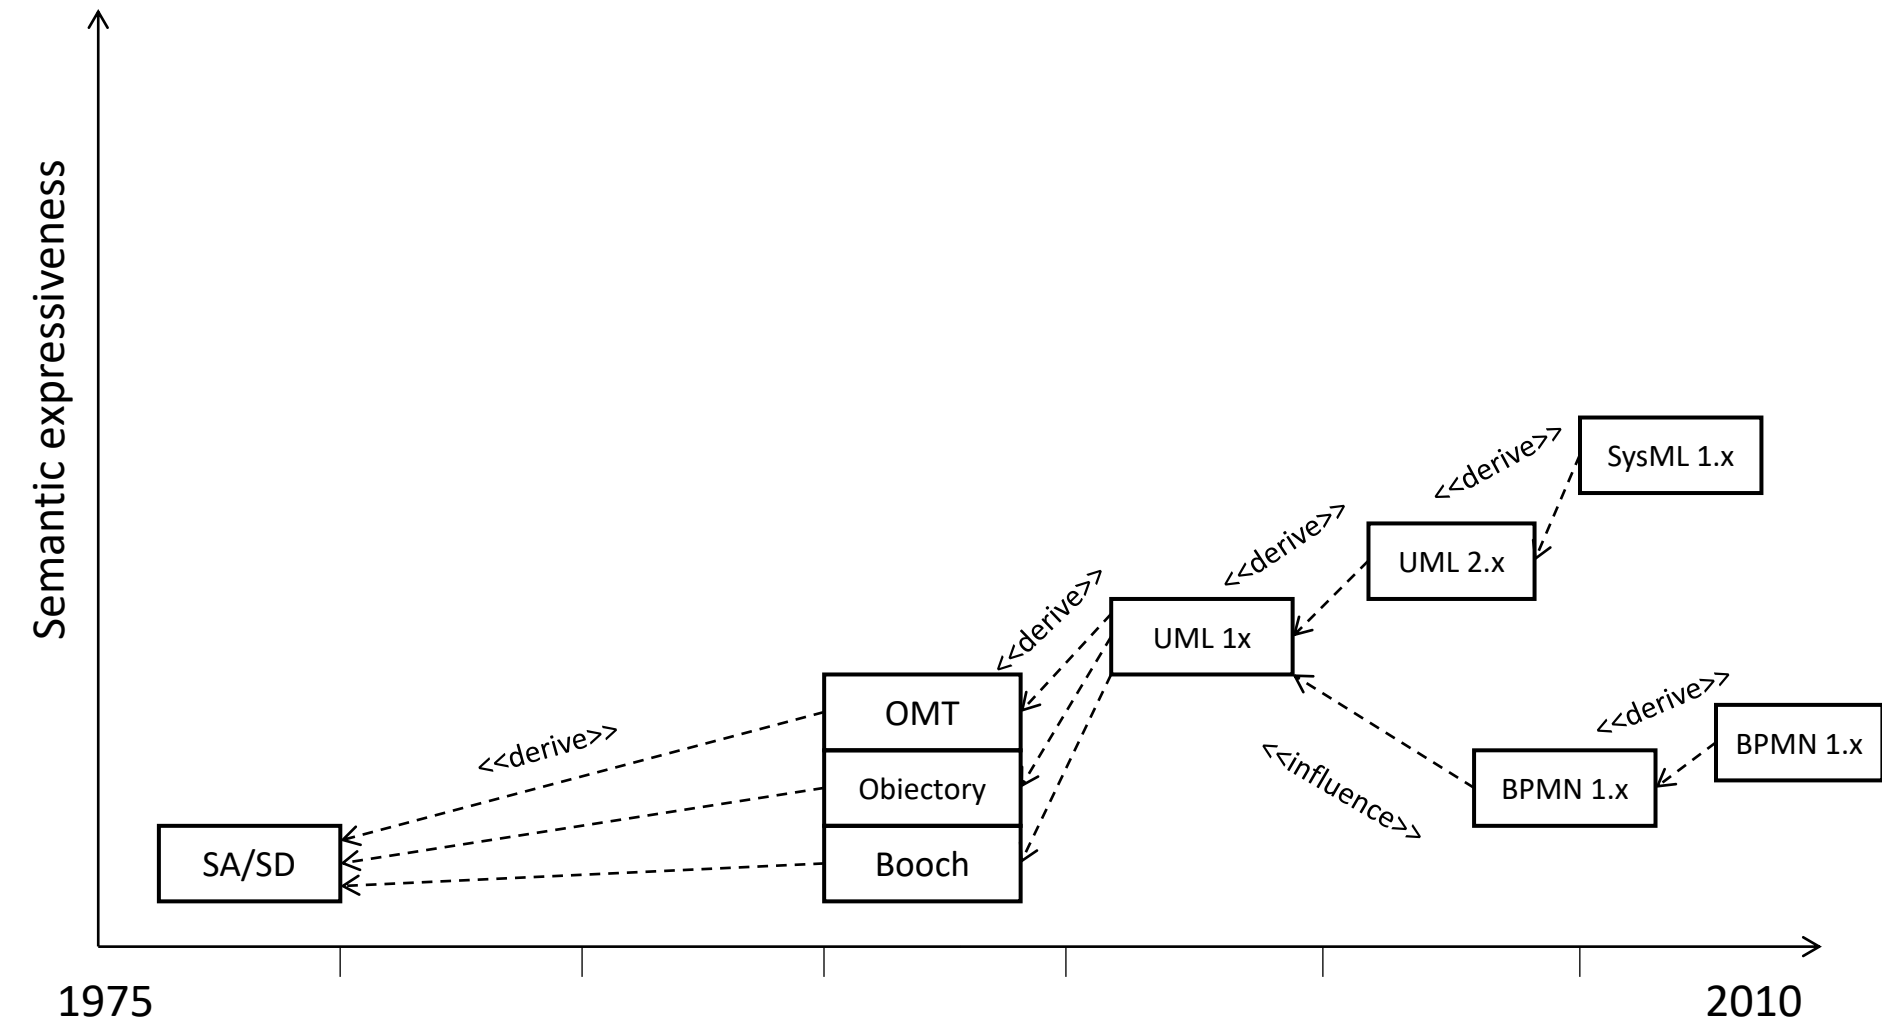 Semantic expressiveness
SysML 1.x
<<derive>>
UML 2.x
<<derive>>
<<derive>>
UML 1x
OMT
<<derive>>
BPMN 1.x
<<derive>>
Obiectory
BPMN 1.x
<<influence>>
SA/SD
Booch
1975
2010